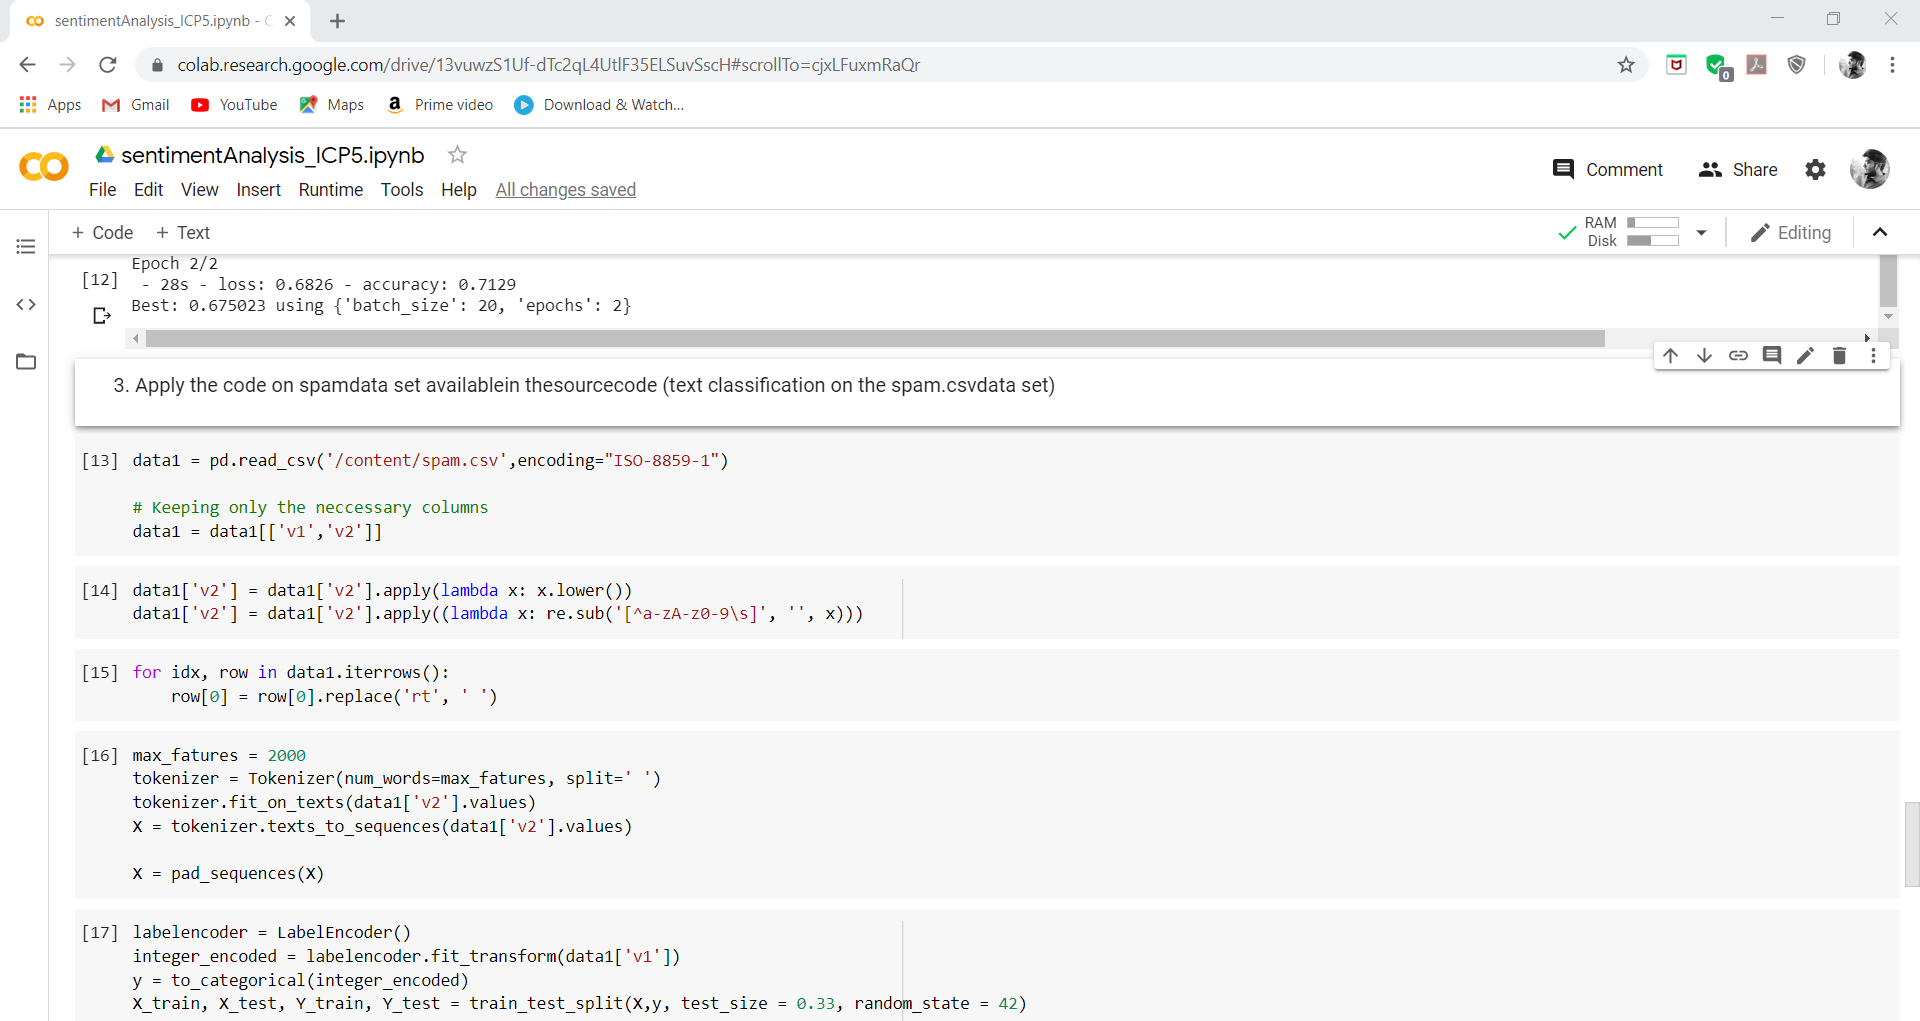 sentimentAnalysis_ICP5.ipynb - C
colab.research.google.com/drive/13vuwzS1Uf-dTc2qL4UtlF35ELSuvSscH#scrollTo=cjxLFuxmRaQr
0
Apps Gmail YouTube Maps Prime video Download & Watch...
sentimentAnalysis_ICP5.ipynb
Comment Share
File Edit View Insert Runtime Tools Help All changes saved
+ Code + Text
RAM
Disk
Editing
Epoch 2/2
[12]
- 28s - loss: 0.6826 - accuracy: 0.7129
Best: 0.675023 using {'batch_size': 20, 'epochs': 2}
3. Apply the code on spamdata set availablein thesourcecode (text classification on the spam.csvdata set)
[13] data1 = pd.read_csv('/content/spam.csv',encoding="ISO-8859-1")
# Keeping only the neccessary columns
data1 = data1[['v1','v2']]
[14] data1['v2'] = data1['v2'].apply(lambda x: x.lower())
data1['v2'] = data1['v2'].apply((lambda x: re.sub('[^a-zA-z0-9\s]', '', x)))
[15] for idx, row in data1.iterrows():
row[0] = row[0].replace('rt', ' ')
[16] max_fatures = 2000
tokenizer = Tokenizer(num_words=max_fatures, split=' ')
tokenizer.fit_on_texts(data1['v2'].values)
X = tokenizer.texts_to_sequences(data1['v2'].values)
X = pad_sequences(X)
[17] labelencoder = LabelEncoder()
integer_encoded = labelencoder.fit_transform(data1['v1'])
y = to_categorical(integer_encoded)
X_train, X_test, Y_train, Y_test = train_test_split(X,y, test_size = 0.33, random_state = 42)